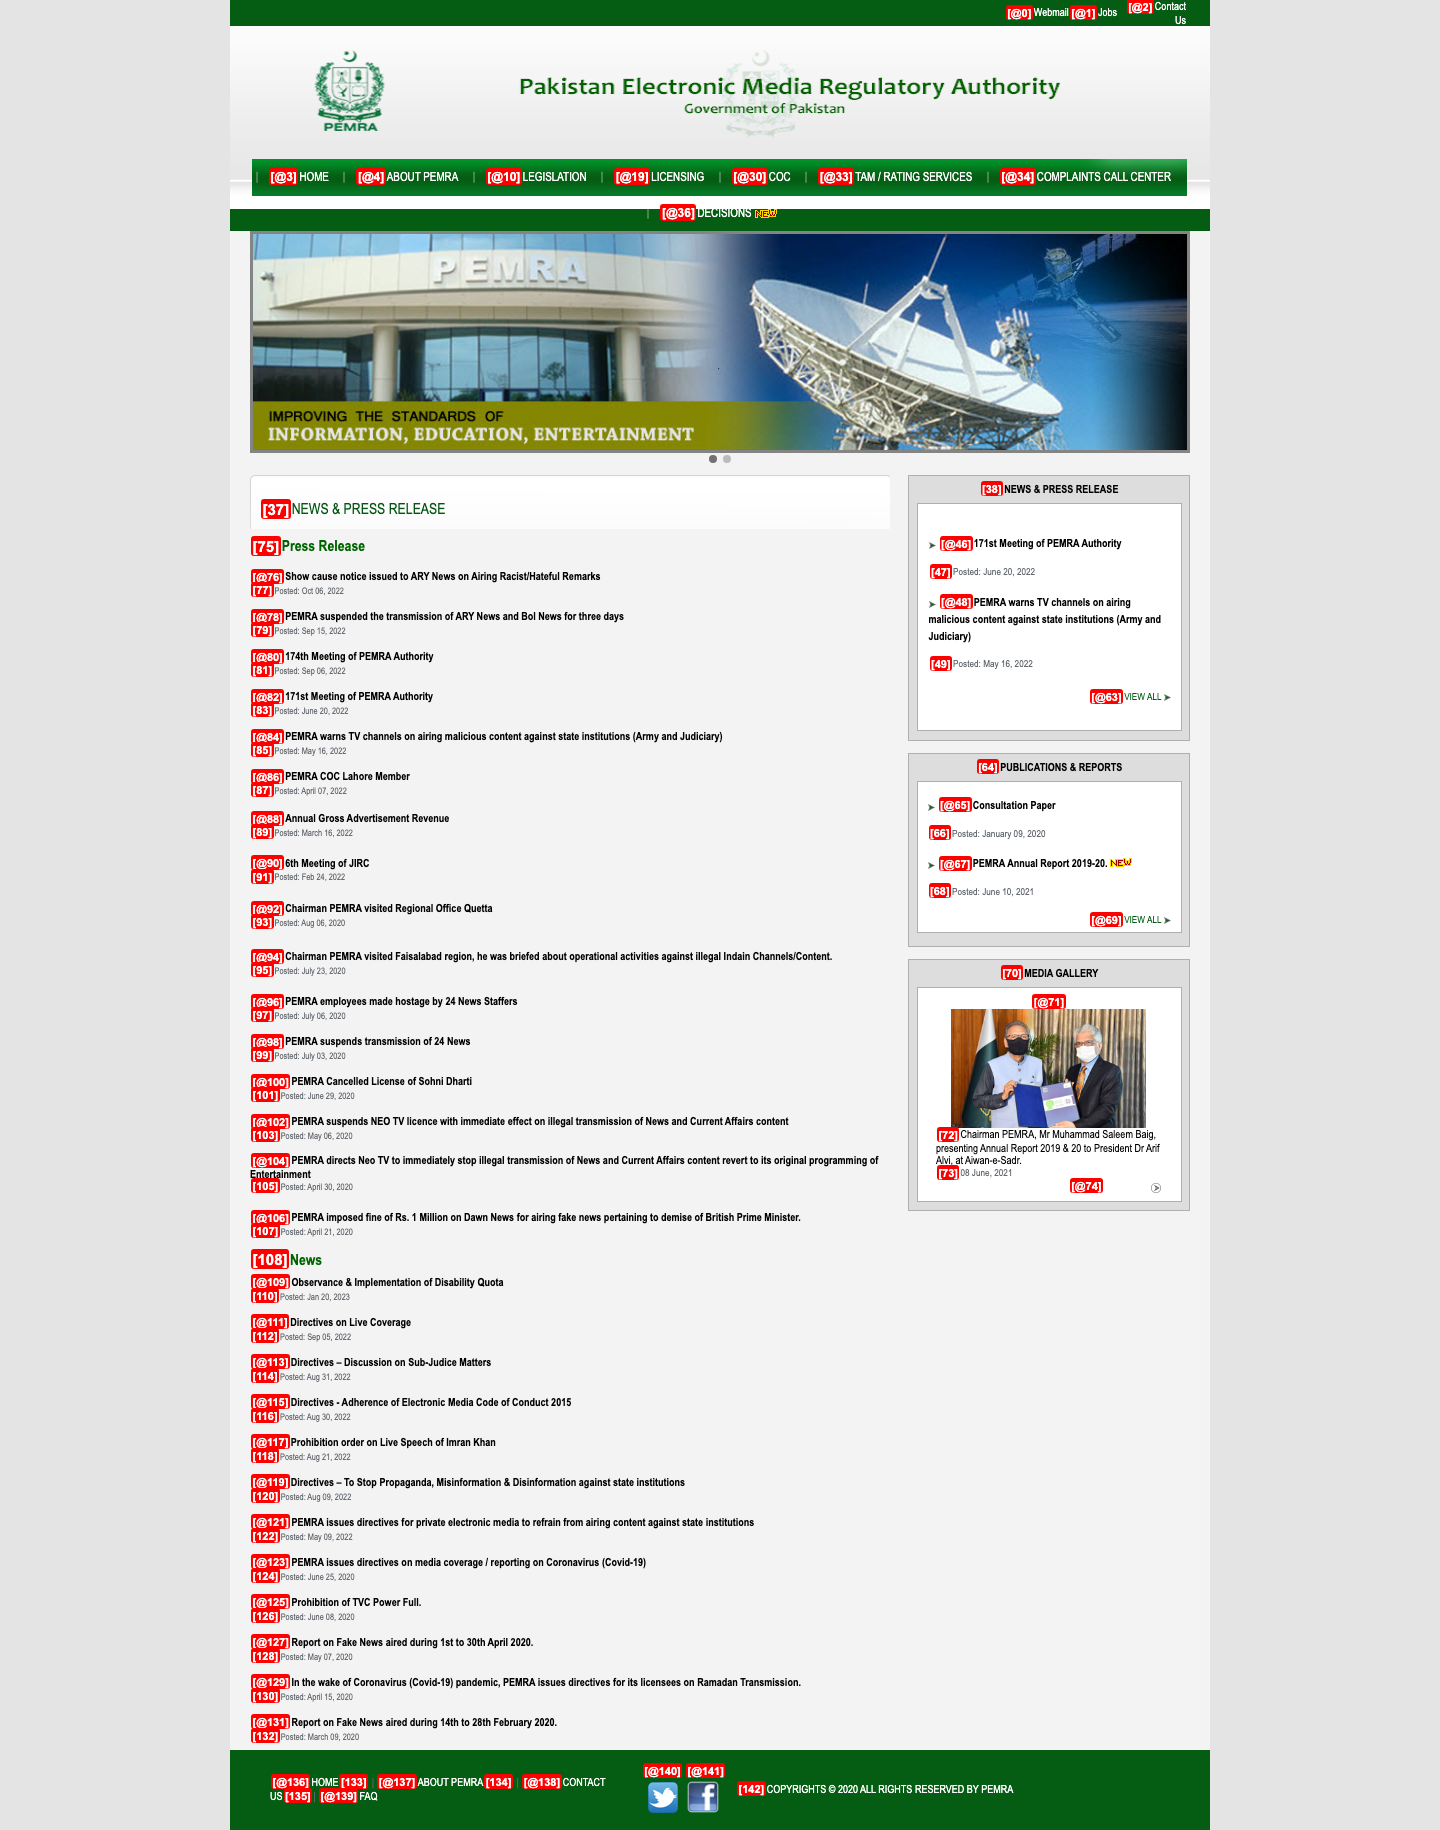 [@0] Webmail [@1] Jobs [@2] Contact Us
Pakistan Electronic Media Regulatory Authority
Government of Pakistan
PEMRA
| [@3] HOME | [@4] ABOUT PEMRA | [@10] LEGISLATION | [@19] LICENSING | [@30] COC | [@33] TAM / RATING SERVICES | [@34] COMPLAINTS CALL CENTER
| [@36] DECISIONS NEW
PEMRA
IMPROVING THE STANDARDS OF
INFORMATION, EDUCATION, ENTERTAINMENT
[37] NEWS & PRESS RELEASE
[75] Press Release
[@76] Show cause notice issued to ARY News on Airing Racist/Hateful Remarks
[77] Posted: Oct 06, 2022
[@78] PEMRA suspended the transmission of ARY News and Bol News for three days
[79] Posted: Sep 15, 2022
[@80] 174th Meeting of PEMRA Authority
[81] Posted: Sep 06, 2022
[@82] 171st Meeting of PEMRA Authority
[83] Posted: June 20, 2022
[@84] PEMRA warns TV channels on airing malicious content against state institutions (Army and Judiciary)
[85] Posted: May 16, 2022
[@86] PEMRA COC Lahore Member
[87] Posted: April 07, 2022
[@88] Annual Gross Advertisement Revenue
[89] Posted: March 16, 2022
[@90] 6th Meeting of JIRC
[91] Posted: Feb 24, 2022
[@92] Chairman PEMRA visited Regional Office Quetta
[93] Posted: Aug 06, 2020
[@94] Chairman PEMRA visited Faisalabad region, he was briefed about operational activities against illegal Indain Channels/Content.
[95] Posted: July 23, 2020
[@96] PEMRA employees made hostage by 24 News Staffers
[97] Posted: July 06, 2020
[@98] PEMRA suspends transmission of 24 News
[99] Posted: July 03, 2020
[@100] PEMRA Cancelled License of Sohni Dharti
[101] Posted: June 29, 2020
[@102] PEMRA suspends NEO TV licence with immediate effect on illegal transmission of News and Current Affairs content
[103] Posted: May 06, 2020
[@104] PEMRA directs Neo TV to immediately stop illegal transmission of News and Current Affairs content revert to its original programming of
Entertainment
[105] Posted: April 30, 2020
[@106] PEMRA imposed fine of Rs. 1 Million on Dawn News for airing fake news pertaining to demise of British Prime Minister.
[107] Posted: April 21, 2020
[108] News
[@109] Observance & Implementation of Disability Quota
[110] Posted: Jan 20, 2023
[@111] Directives on Live Coverage
[112] Posted: Sep 05, 2022
[@113] Directives – Discussion on Sub-Judice Matters
[114] Posted: Aug 31, 2022
[@115] Directives - Adherence of Electronic Media Code of Conduct 2015
[116] Posted: Aug 30, 2022
[@117] Prohibition order on Live Speech of Imran Khan
[118] Posted: Aug 21, 2022
[@119] Directives – To Stop Propaganda, Misinformation & Disinformation against state institutions
[120] Posted: Aug 09, 2022
[@121] PEMRA issues directives for private electronic media to refrain from airing content against state institutions
[122] Posted: May 09, 2022
[@123] PEMRA issues directives on media coverage / reporting on Coronavirus (Covid-19)
[124] Posted: June 25, 2020
[@125] Prohibition of TVC Power Full.
[126] Posted: June 08, 2020
[@127] Report on Fake News aired during 1st to 30th April 2020.
[128] Posted: May 07, 2020
[@129] In the wake of Coronavirus (Covid-19) pandemic, PEMRA issues directives for its licensees on Ramadan Transmission.
[130] Posted: April 15, 2020
[@131] Report on Fake News aired during 14th to 28th February 2020.
[132] Posted: March 09, 2020
[38] NEWS & PRESS RELEASE
[@46] 171st Meeting of PEMRA Authority
[47] Posted: June 20, 2022
[@48] PEMRA warns TV channels on airing
malicious content against state institutions (Army and
Judiciary)
[49] Posted: May 16, 2022
[@63] VIEW ALL
[64] PUBLICATIONS & REPORTS
[@65] Consultation Paper
[66] Posted: January 09, 2020
[@67] PEMRA Annual Report 2019-20. NEW
[68] Posted: June 10, 2021
[@69] VIEW ALL
[70] MEDIA GALLERY
[@71]
[72] Chairman PEMRA, Mr Muhammad Saleem Baig,
presenting Annual Report 2019 & 20 to President Dr Arif
Alvi, at Aiwan-e-Sadr.
[73] 08 June, 2021
[@74]
[@136] HOME [133] | [@137] ABOUT PEMRA [134] | [@138] CONTACT
US [135] | [@139] FAQ
[@140] [@141]
[142] COPYRIGHTS © 2020 ALL RIGHTS RESERVED BY PEMRA